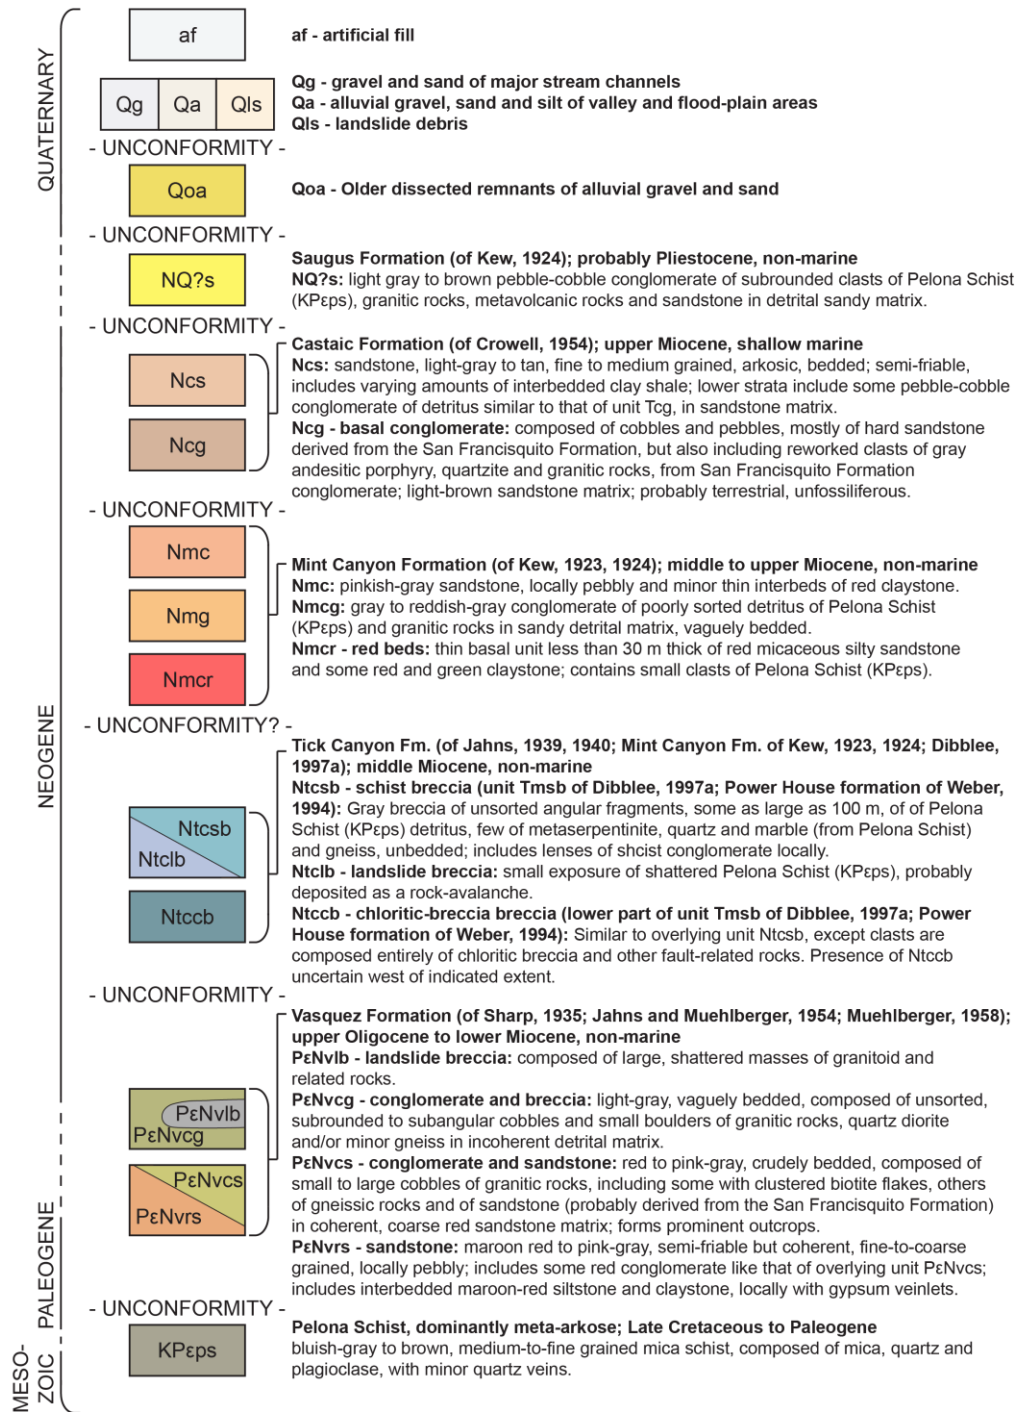 QUATERNARY
af
af - artificial fill
Qg
Qa
Qls
Qg - gravel and sand of major stream channels
Qa - alluvial gravel, sand and silt of valley and flood-plain areas
Qls - landslide debris
- UNCONFORMITY -
Qoa
Qoa - Older dissected remnants of alluvial gravel and sand
- UNCONFORMITY -
NQ?s
Saugus Formation (of Kew, 1924); probably Pliestocene, non-marine
NQ?s: light gray to brown pebble-cobble conglomerate of subrounded clasts of Pelona Schist
(KPɛps), granitic rocks, metavolcanic rocks and sandstone in detrital sandy matrix.
- UNCONFORMITY -
NEOGENE
Ncs
Ncg
Castaic Formation (of Crowell, 1954); upper Miocene, shallow marine
Ncs: sandstone, light-gray to tan, fine to medium grained, arkosic, bedded; semi-friable,
includes varying amounts of interbedded clay shale; lower strata include some pebble-cobble
conglomerate of detritus similar to that of unit Tcg, in sandstone matrix.
Ncg - basal conglomerate: composed of cobbles and pebbles, mostly of hard sandstone
derived from the San Francisquito Formation, but also including reworked clasts of gray
andesitic porphyry, quartzite and granitic rocks, from San Francisquito Formation
conglomerate; light-brown sandstone matrix; probably terrestrial, unfossiliferous.
- UNCONFORMITY -
Nmc
Nmg
Nmcr
Mint Canyon Formation (of Kew, 1923, 1924); middle to upper Miocene, non-marine
Nmc: pinkish-gray sandstone, locally pebbly and minor thin interbeds of red claystone.
Nmcg: gray to reddish-gray conglomerate of poorly sorted detritus of Pelona Schist
(KPɛps) and granitic rocks in sandy detrital matrix, vaguely bedded.
Nmcr - red beds: thin basal unit less than 30 m thick of red micaceous silty sandstone
and some red and green claystone; contains small clasts of Pelona Schist (KPɛps).
- UNCONFORMITY? -
Ntcsb
Ntclb
Ntccb
Tick Canyon Fm. (of Jahns, 1939, 1940; Mint Canyon Fm. of Kew, 1923, 1924; Dibblee,
1997a); middle Miocene, non-marine
Ntcsb - schist breccia (unit Tmsb of Dibblee, 1997a; Power House formation of Weber,
1994): Gray breccia of unsorted angular fragments, some as large as 100 m, of of Pelona
Schist (KPɛps) detritus, few of metaserpentinite, quartz and marble (from Pelona Schist)
and gneiss, unbedded; includes lenses of shcist conglomerate locally.
Ntclb - landslide breccia: small exposure of shattered Pelona Schist (KPɛps), probably
deposited as a rock-avalanche.
Ntccb - chloritic-breccia breccia (lower part of unit Tmsb of Dibblee, 1997a; Power
House formation of Weber, 1994): Similar to overlying unit Ntcsb, except clasts are
composed entirely of chloritic breccia and other fault-related rocks. Presence of Ntccb
uncertain west of indicated extent.
- UNCONFORMITY -
PɛNvlb
PɛNvcg
PɛNvcs
PɛNvrs
Vasquez Formation (of Sharp, 1935; Jahns and Muehlberger, 1954; Muehlberger, 1958);
upper Oligocene to lower Miocene, non-marine
PɛNvlb - landslide breccia: composed of large, shattered masses of granitoid and
related rocks.
PɛNvcg - conglomerate and breccia: light-gray, vaguely bedded, composed of unsorted,
subrounded to subangular cobbles and small boulders of granitic rocks, quartz diorite
and/or minor gneiss in incoherent detrital matrix.
PɛNvcs - conglomerate and sandstone: red to pink-gray, crudely bedded, composed of
small to large cobbles of granitic rocks, including some with clustered biotite flakes, others
of gneissic rocks and of sandstone (probably derived from the San Francisquito Formation)
in coherent, coarse red sandstone matrix; forms prominent outcrops.
PɛNvrs - sandstone: maroon red to pink-gray, semi-friable but coherent, fine-to-coarse
grained, locally pebbly; includes some red conglomerate like that of overlying unit PɛNvcs;
includes interbedded maroon-red siltstone and claystone, locally with gypsum veinlets.
PALEOGENE
- UNCONFORMITY -
KPɛps
Pelona Schist, dominantly meta-arkose; Late Cretaceous to Paleogene
bluish-gray to brown, medium-to-fine grained mica schist, composed of mica, quartz and
plagioclase, with minor quartz veins.
MESO-
ZOIC